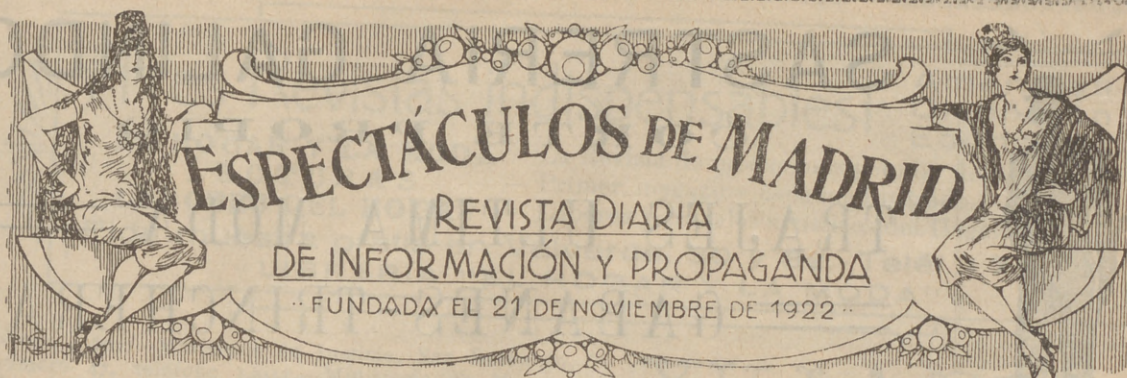 ESPECTÁCULOS DE MADRID
REVISTA DIARIA
DE INFORMACIÓN Y PROPAGANDA
·· FUNDADA EL 21 DE NOVIEMBRE DE 1922 ··